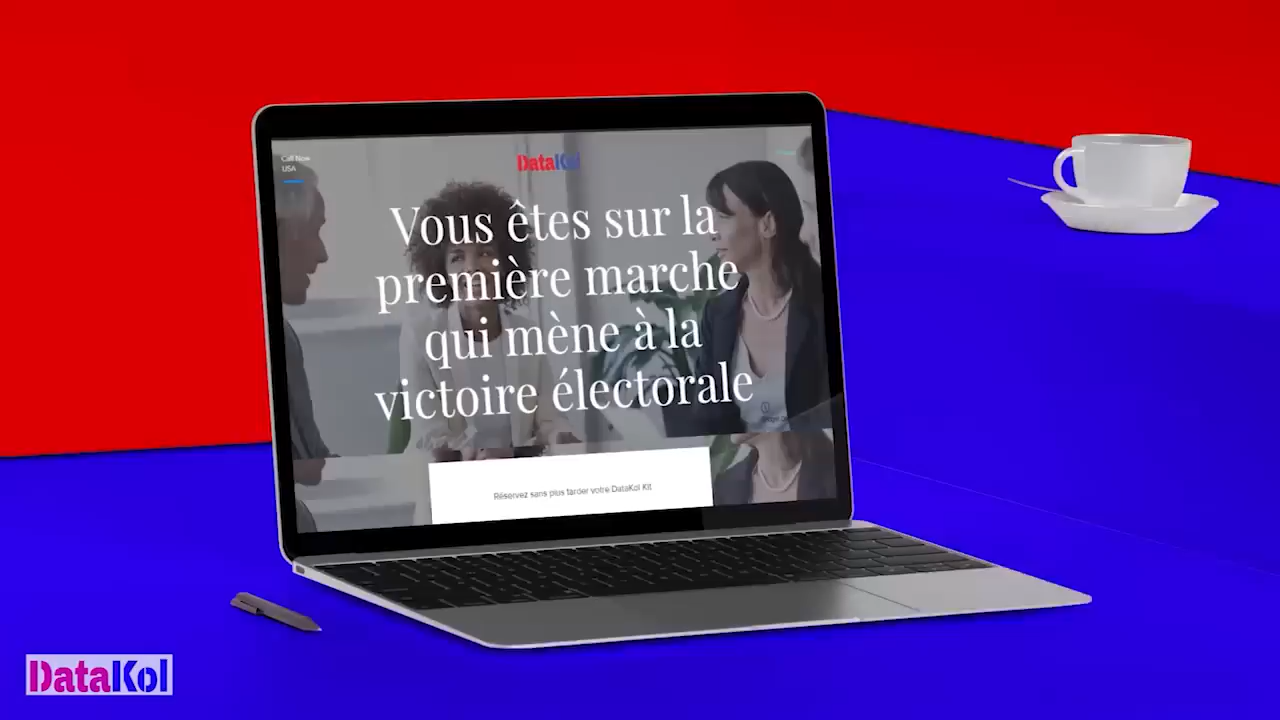 Call Now
USA
DataKol
Vous êtes sur la
première marche
qui mène à la
victoire électorale
Réservez sans plus tarder votre DataKol Kit
DataKol